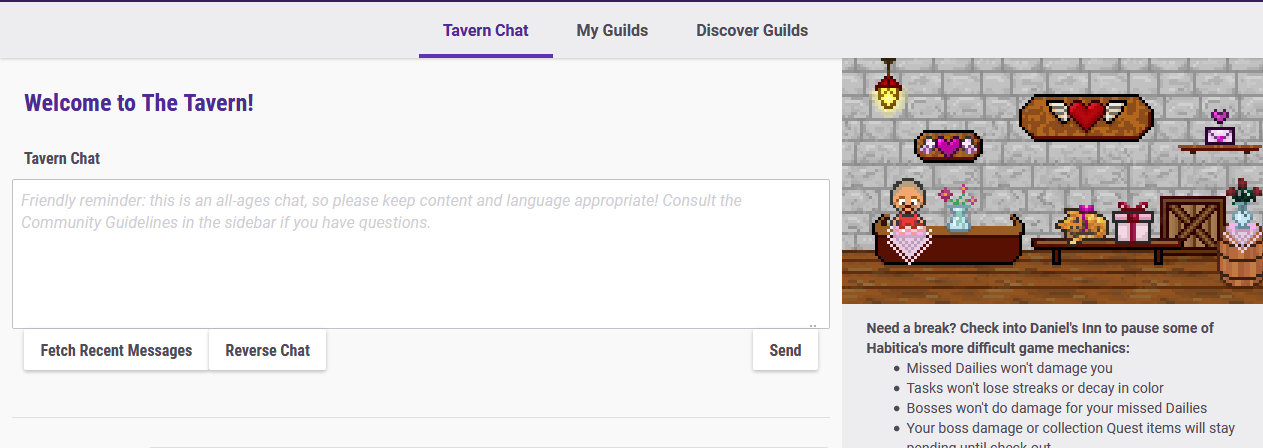 Tavern Chat
My Guilds
Discover Guilds
Welcome to The Tavern!
Tavern Chat
Friendly reminder: this is an all-ages chat, so please keep content and language appropriate! Consult the
Community Guidelines in the sidebar if you have questions.
Fetch Recent Messages
Reverse Chat
Send
Need a break? Check into Daniel's Inn to pause some of
Habitica's more difficult game mechanics:
• Missed Dailies won't damage you
• Tasks won't lose streaks or decay in color
• Bosses won't do damage for your missed Dailies
• Your boss damage or collection Quest items will stay
pending until check out